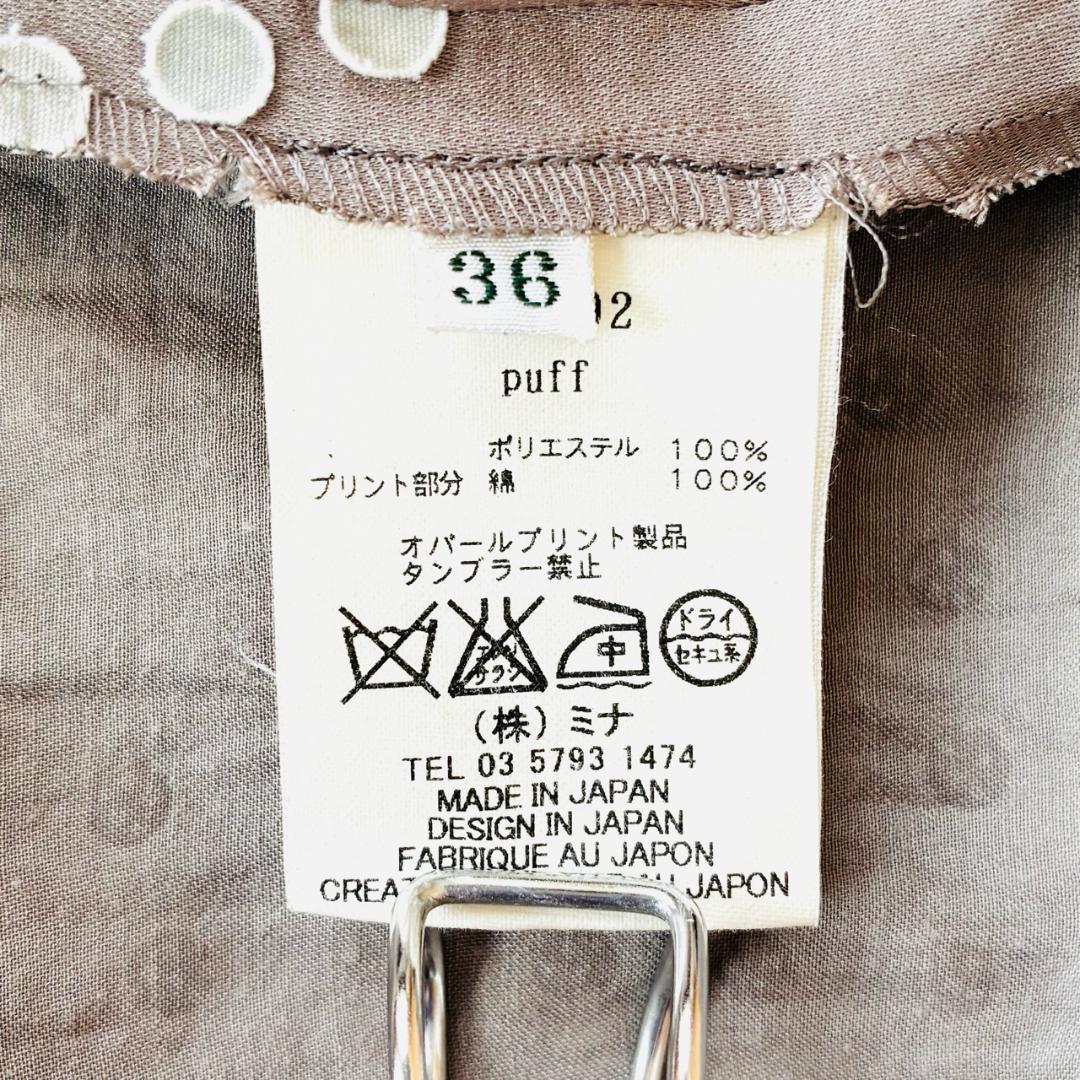 36
02
puff
ポリエステル 100%
プリント部分 綿 100%
オパールプリント製品
タンブラー禁止
中
ドライ
セキュ系
(株)ミナ
TEL 03 5793 1474
MADE IN JAPAN
DESIGN IN JAPAN
FABRIQUE AU JAPON
AU JAPON